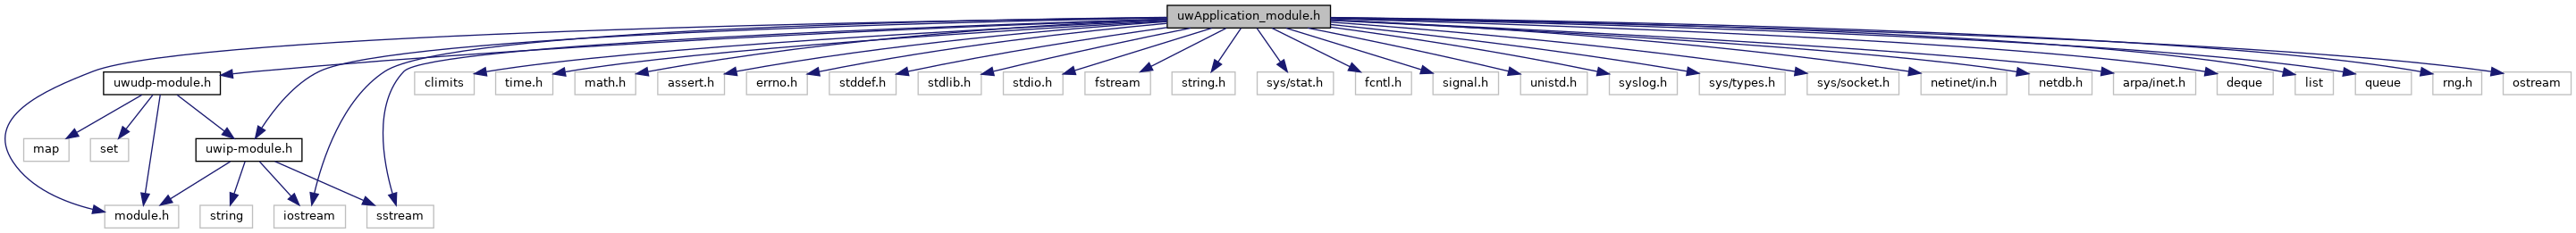 uwApplication_module.h
uwudp-module.h
climits
time.h
math.h
assert.h
errno.h
stddef.h
stdlib.h
stdio.h
fstream
string.h
sys/stat.h
fcntl.h
signal.h
unistd.h
syslog.h
sys/types.h
sys/socket.h
netinet/in.h
netdb.h
arpa/inet.h
deque
list
queue
rng.h
ostream
map
set
uwip-module.h
module.h
string
iostream
sstream